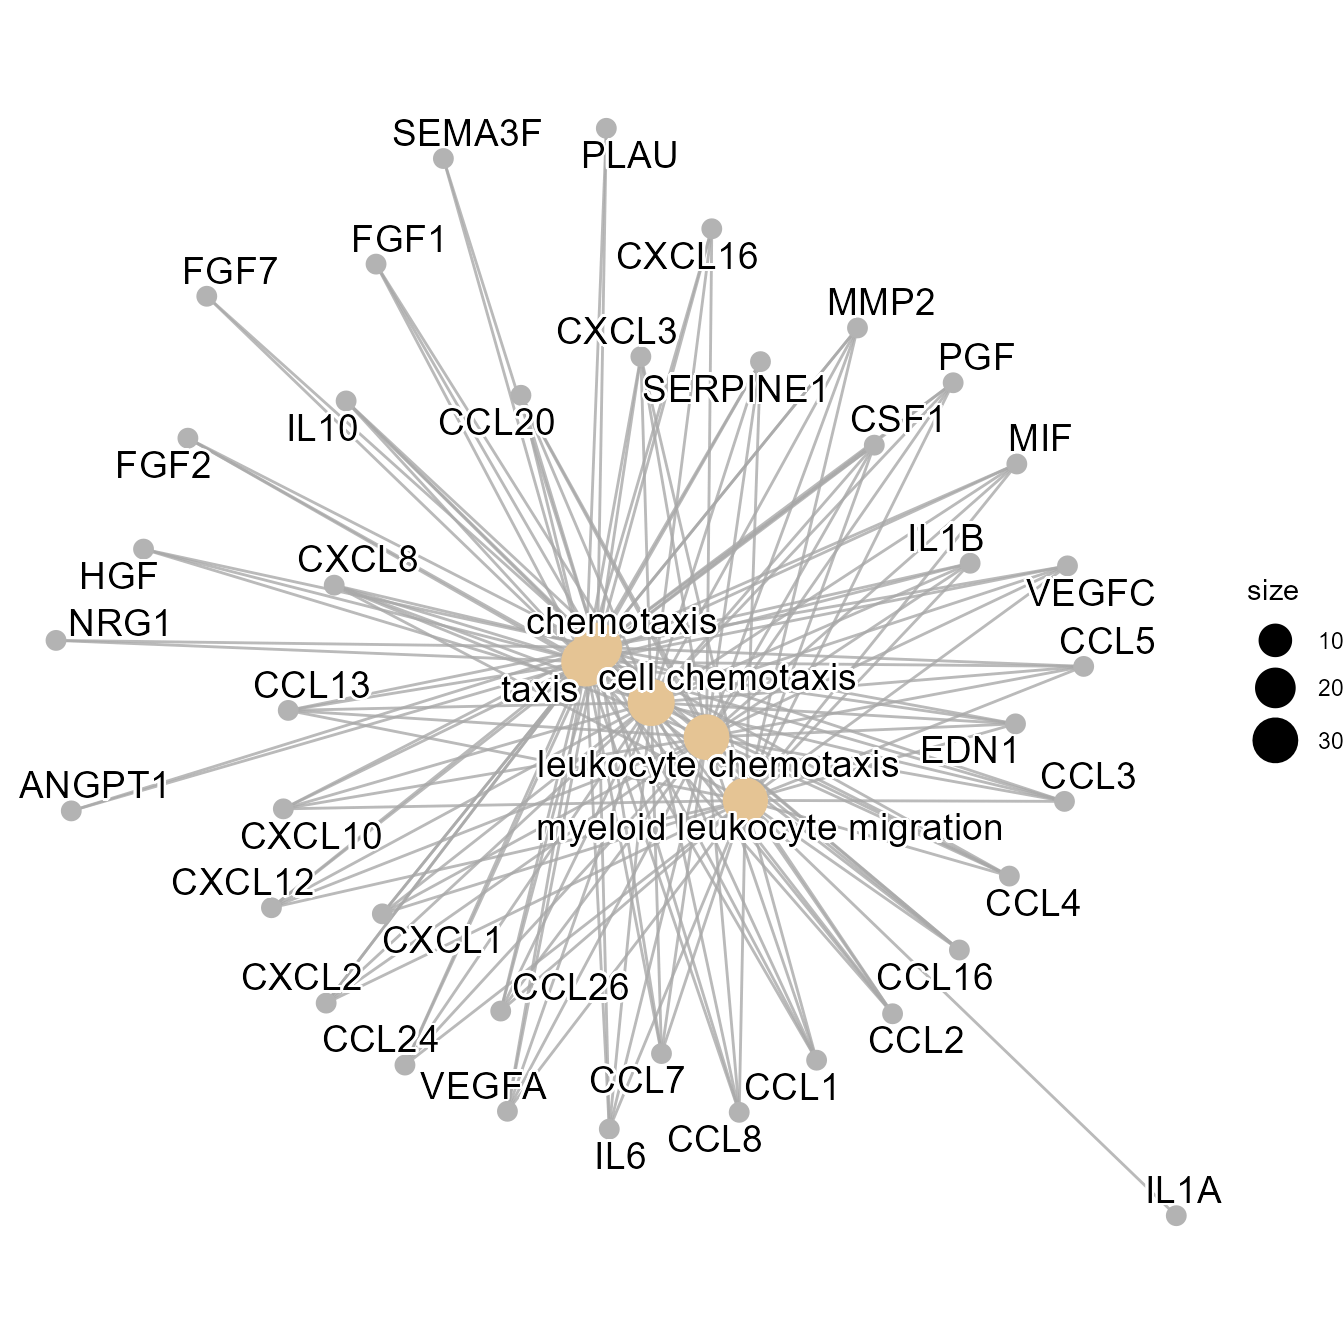 SEMA3F
PLAU
FGF1
CXCL16
FGF7
MMP2
CXCL3
PGF
SERPINE1
CSF1
IL10
CCL20
MIF
FGF2
IL1B
CXCL8
HGF
VEGFC
size
NRG1
chemotaxis
CCL5
10
cell chemotaxis
taxis
CCL13
20
EDN1
30
leukocyte chemotaxis
CCL3
ANGPT1
myeloid leukocyte migration
CXCL10
CXCL12
CCL4
CXCL1
CXCL2
CCL16
CCL26
CCL24
CCL2
VEGFA
CCL7
CCL1
CCL8
IL6
IL1A